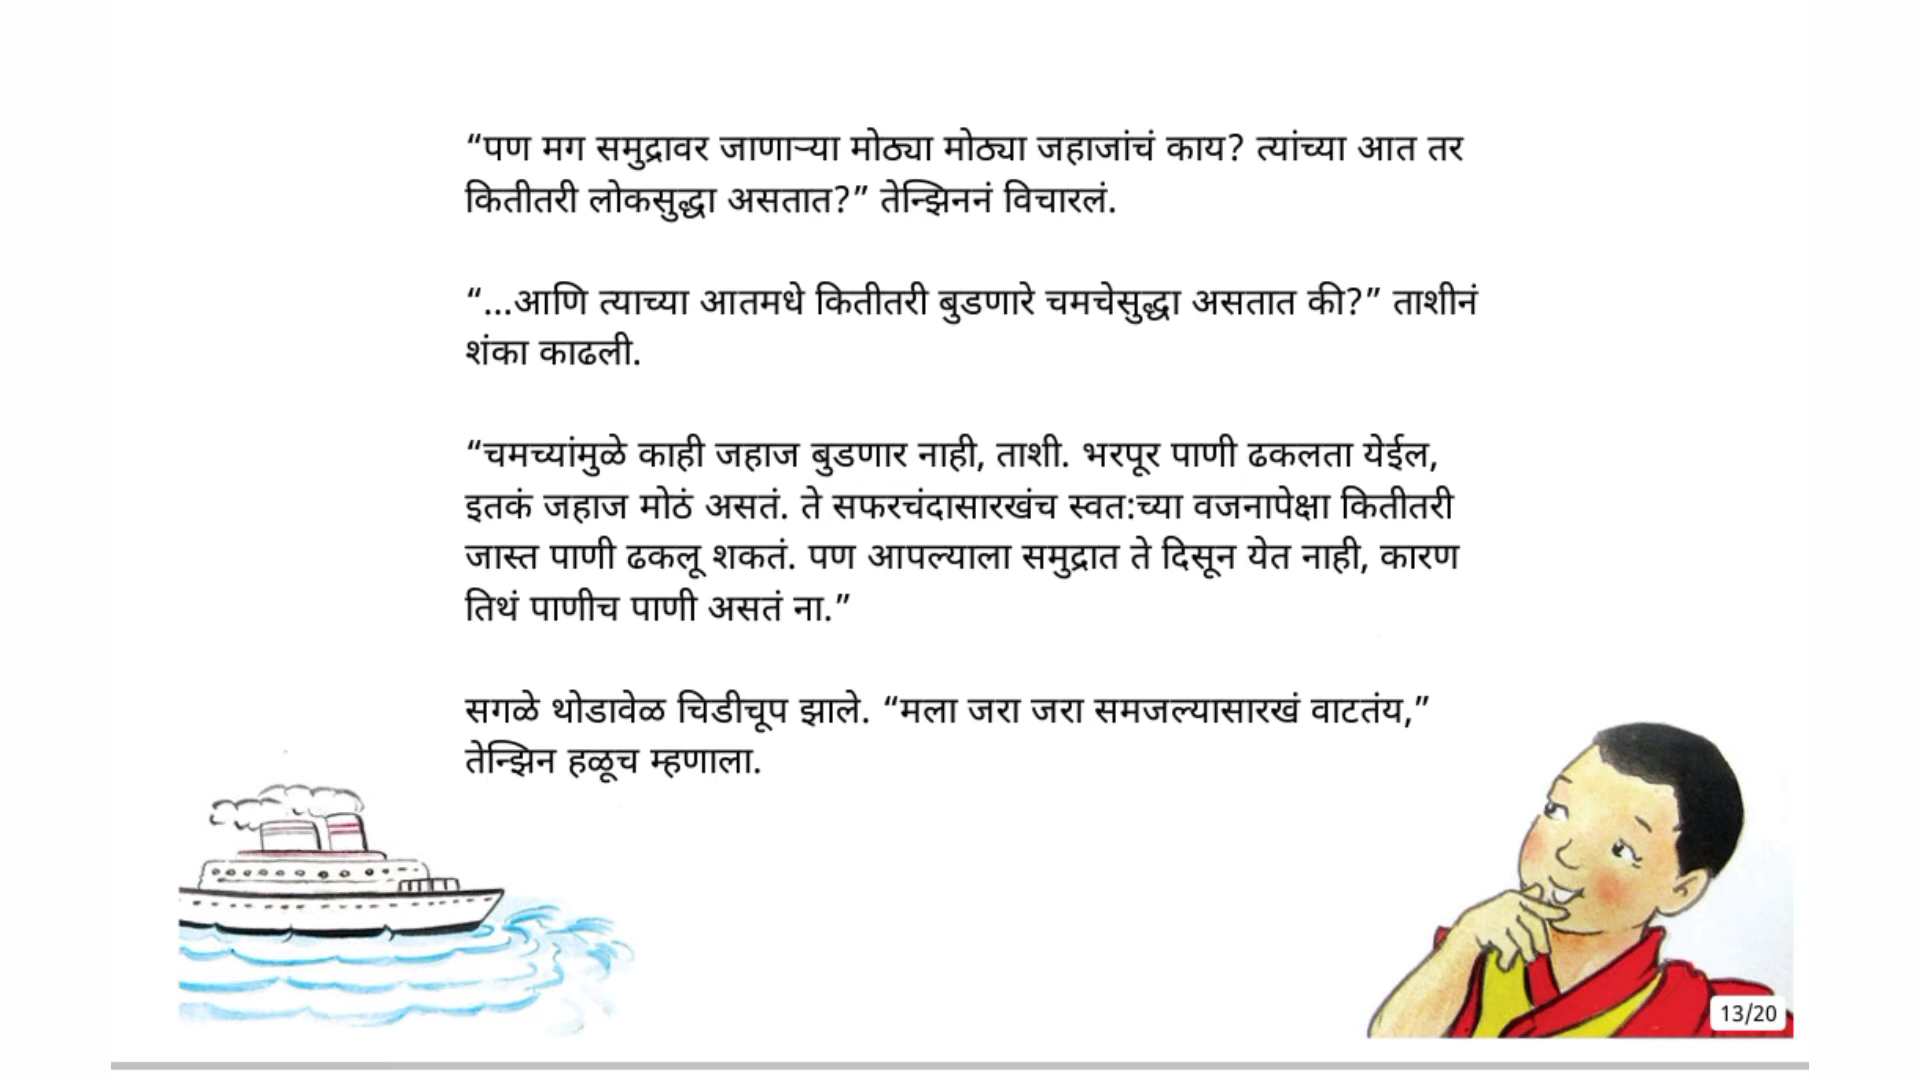 “पण मग समुद्रावर जाणाऱ्या मोठ्या मोठ्या जहाजांचं काय? त्यांच्या आत तर
कितीतरी लोकसुद्धा असतात?” तेन्झिननं विचारलं.
“...आणि त्याच्या आतमधे कितीतरी बुडणारे चमचेसुद्धा असतात की?” ताशीनं
शंका काढली.
“चमच्यांमुळे काही जहाज बुडणार नाही, ताशी. भरपूर पाणी ढकलता येईल,
इतकं जहाज मोठं असतं. ते सफरचंदासारखंच स्वत:च्या वजनापेक्षा कितीतरी
जास्त पाणी ढकलू शकतं. पण आपल्याला समुद्रात ते दिसून येत नाही, कारण
तिथं पाणीच पाणी असतं ना.”
सगळे थोडावेळ चिडीचूप झाले. “मला जरा जरा समजल्यासारखं वाटतंय,”
तेन्झिन हळूच म्हणाला.
13/20